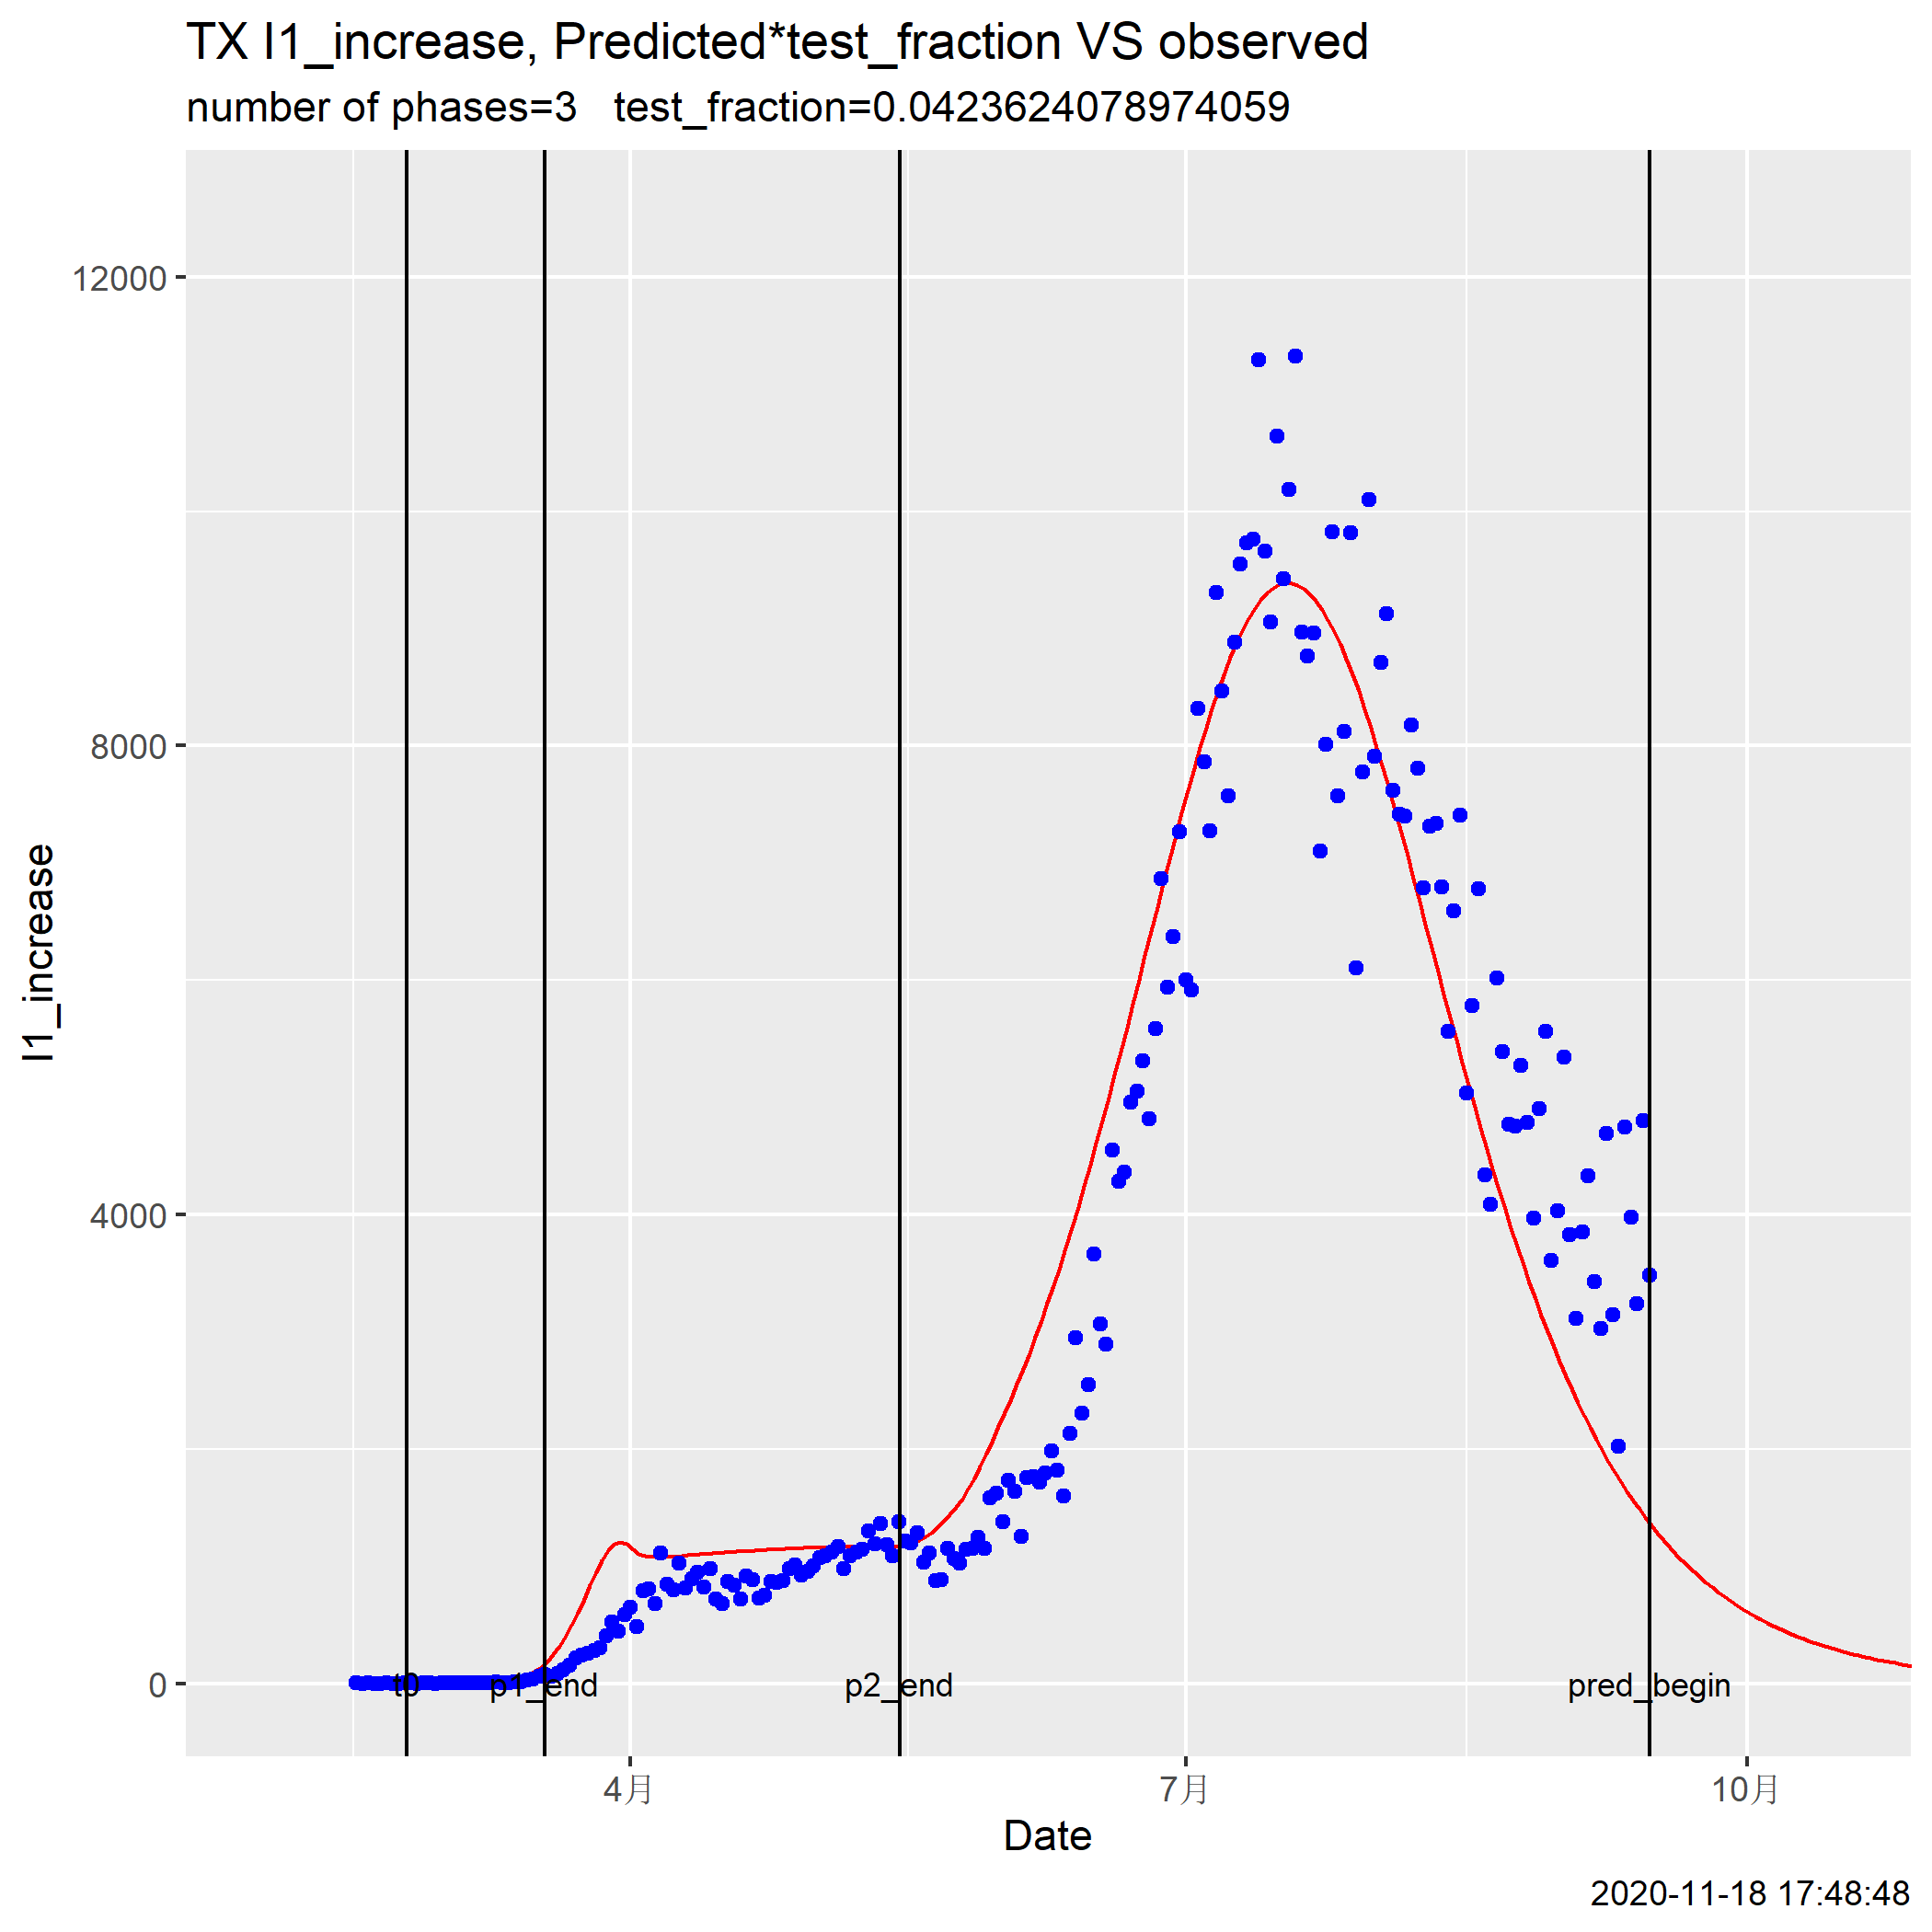 TX I1_increase, Predicted*test_fraction VS observed
number of phases=3   test_fraction=0.0423624078974059
12000
8000
4000
0
I1_increase
t0
p1_end
p2_end
pred_begin
4月
7月
10月
Date
2020-11-18 17:48:48